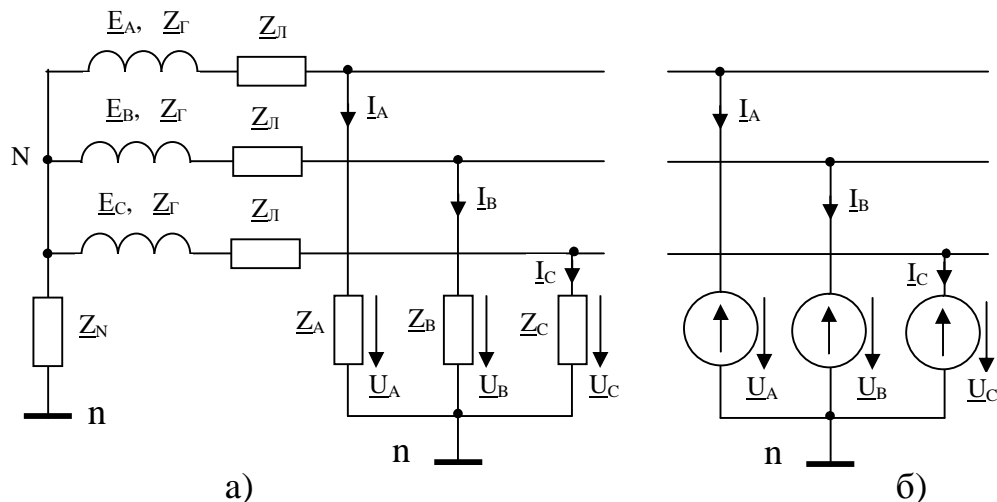 E_A, Z_Г
Z_Л
I_A
I_A
E_B, Z_Г
Z_Л
N
I_B
I_B
E_C, Z_Г
Z_Л
I_C
I_C
Z_N
Z_A
Z_B
Z_C
U_A
U_B
U_C
U_A
U_B
U_C
n
n
n
а)
б)